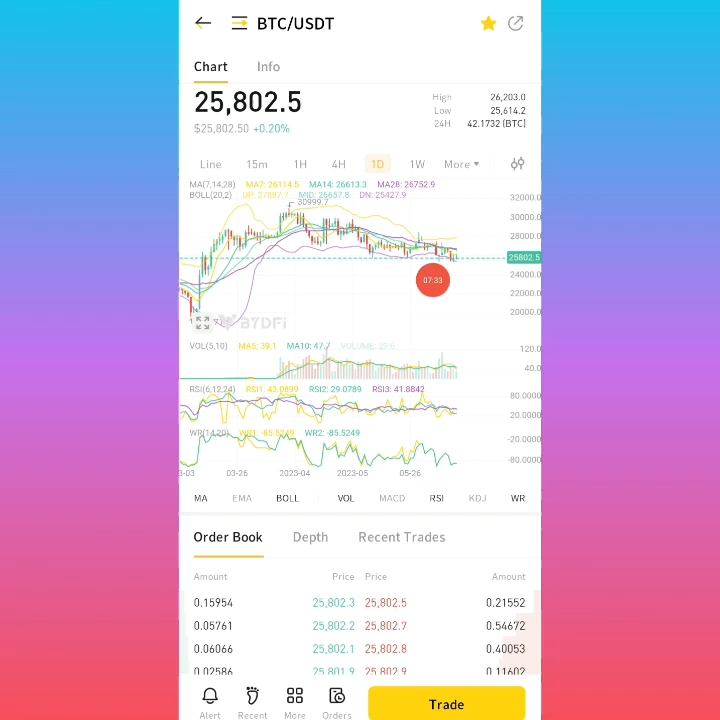 BTC/USDT
Chart Info
25,802.5
$25,802.50 +0.20%
High 26,203.0
Low 25,614.2
24H 42.1732 (BTC)
Line 15m 1H 4H 1D 1W More
MA(7,14,28) MA7: 26114.5 MA14: 26613.3 MA28: 26752.9
BOLL(20,2) UP: 27887.7 MID: 26657.8 DN: 25427.9
30999.7
32000.0
30000.0
28000.0
25802.5
24000.0
22000.0
20000.0
07:33
BYDFi
VOL(5,10) MA5: 39.1 MA10: 47.7 VOLUME: 29.6
120.0
40.0
RSI(6,12,24) RSI2: 29.0789 RSI3: 41.8842
80.0000
20.0000
WR(14,20) WR1: -85.5249 WR2: -85.5249
-20.0000
-80.0000
3-03 03-26 2023-04 2023-05 05-26
MA EMA BOLL VOL MACD RSI KDJ WR
Order Book Depth Recent Trades
Amount Price Price Amount
0.15954 25,802.3 25,802.5 0.21552
0.05761 25,802.2 25,802.7 0.54672
0.06066 25,802.1 25,802.8 0.40053
0.02586 25,801.9 25,802.9 0.11602
Alert Recent More Orders Trade